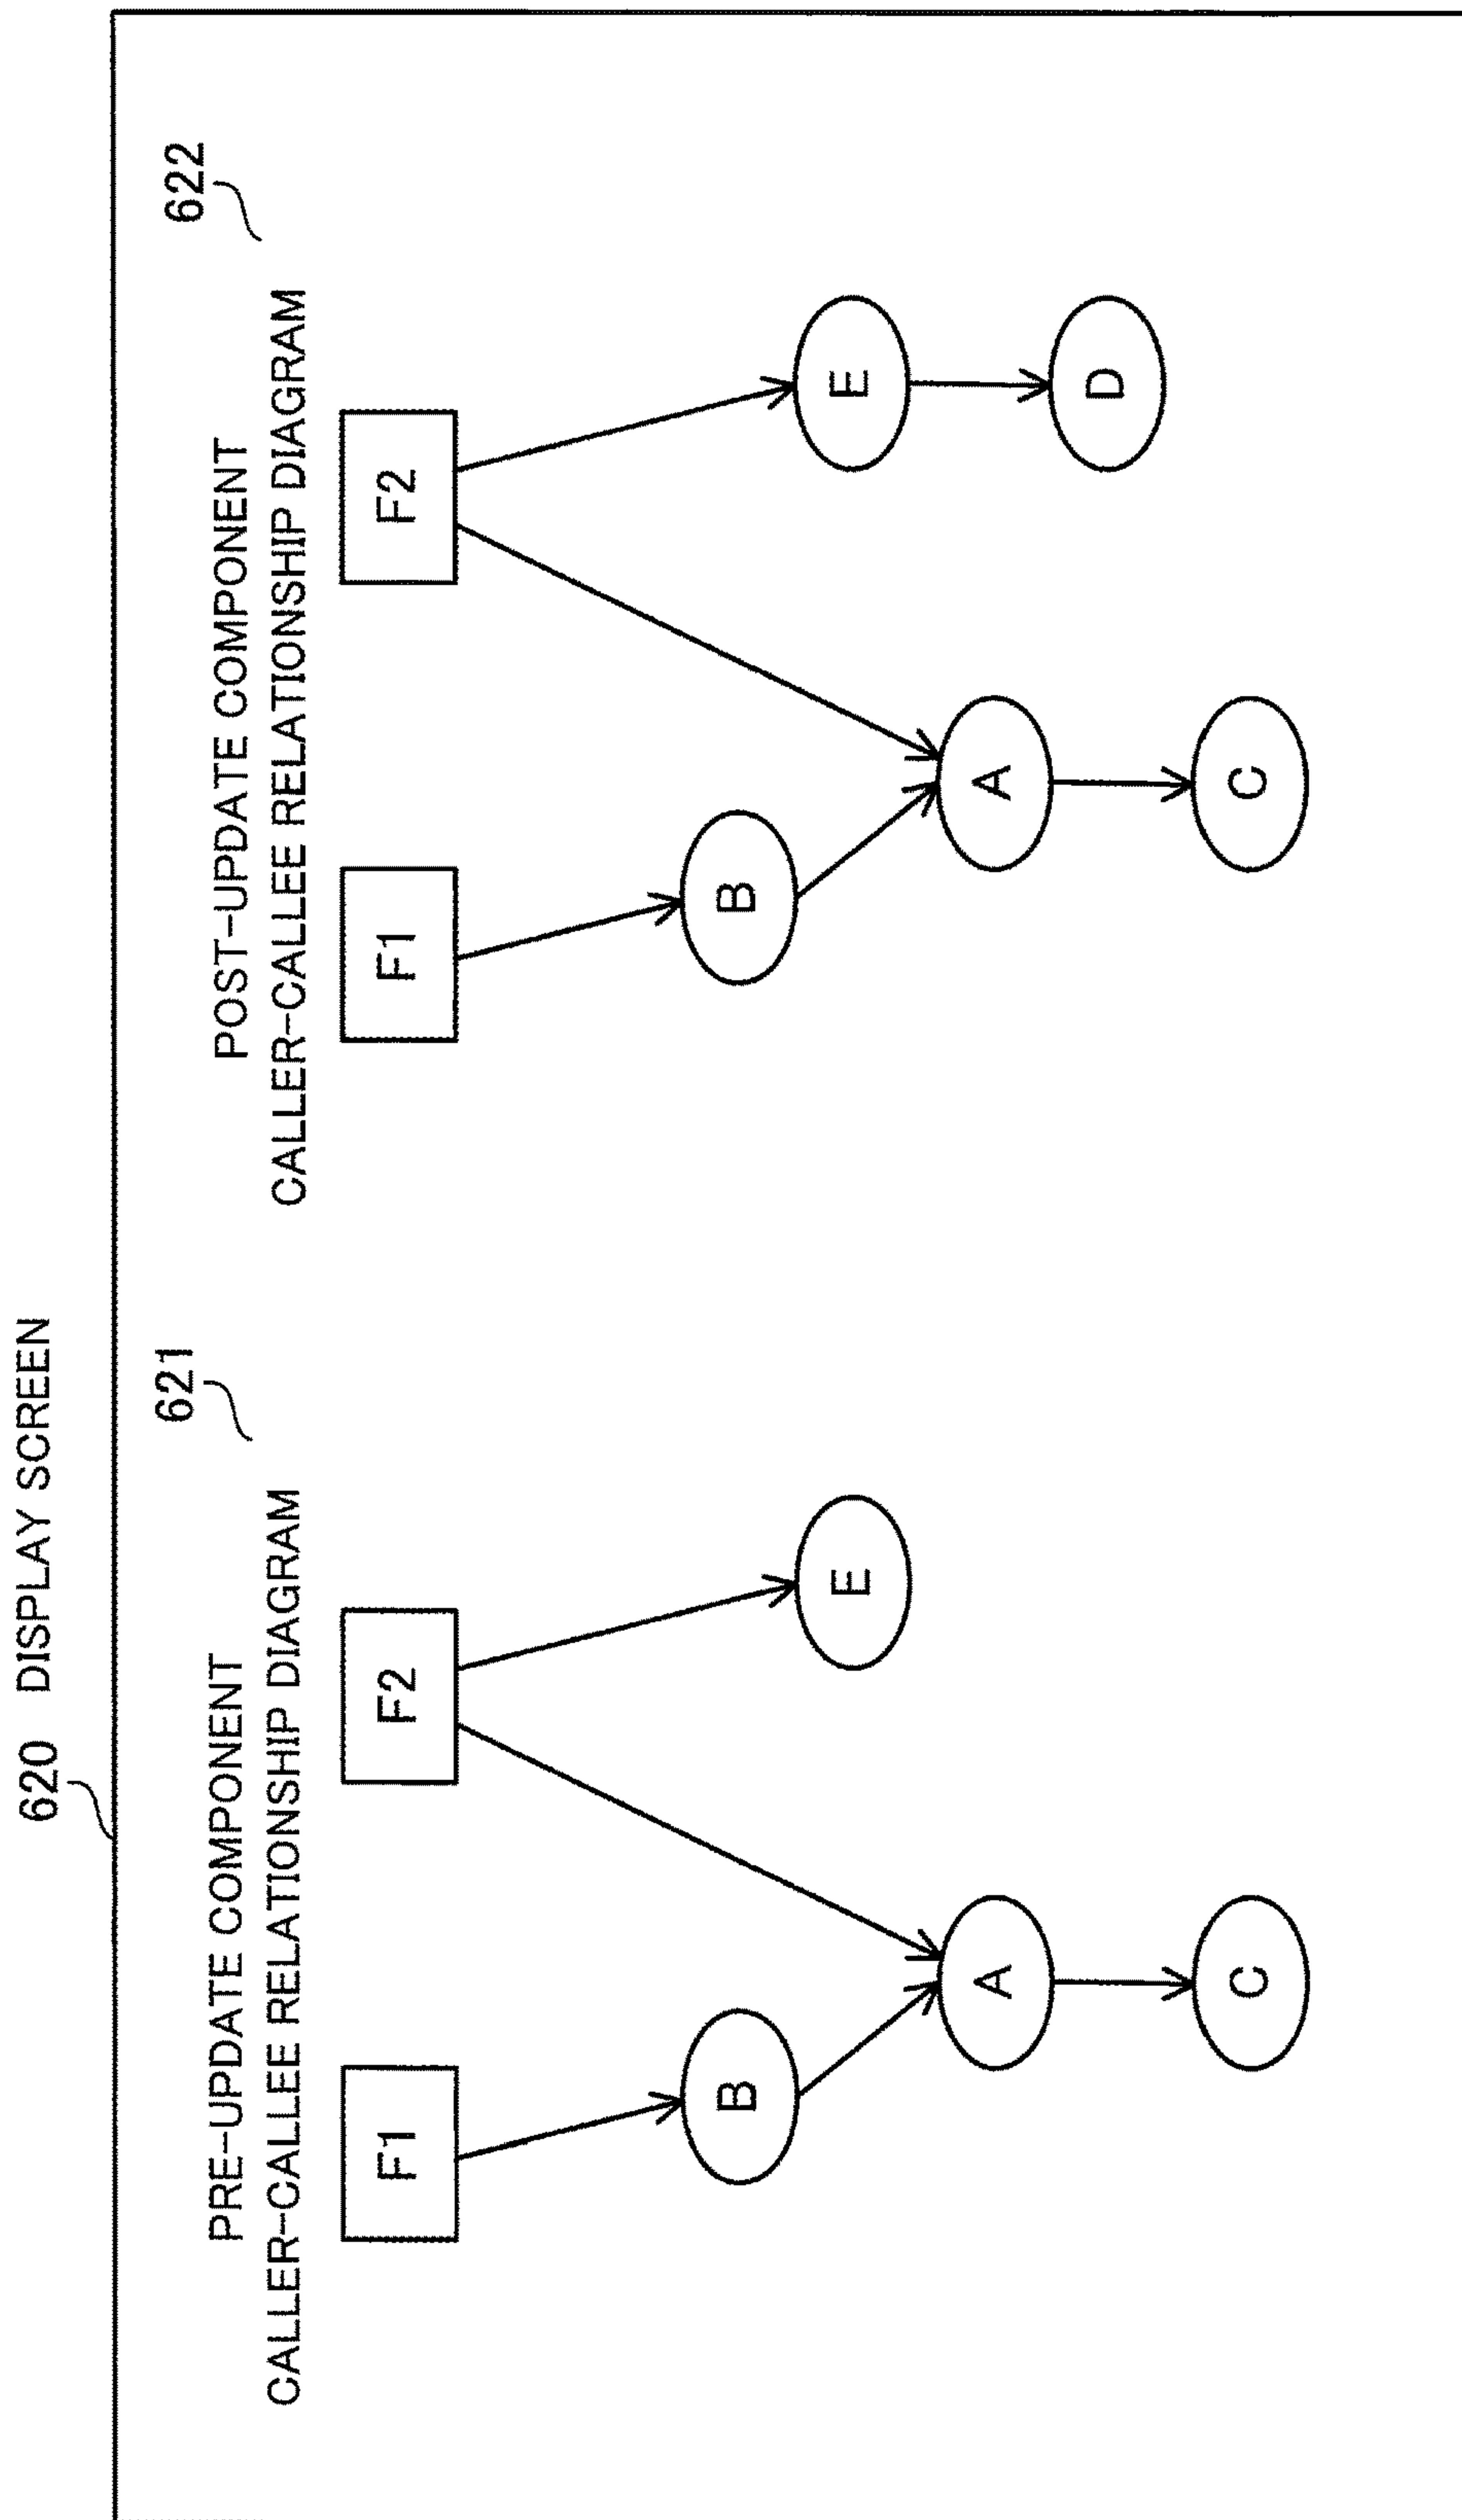 620 DISPLAY SCREEN
621
PRE-UPDATE COMPONENT
CALLER-CALLEE RELATIONSHIP DIAGRAM
F1
F2
B
E
A
C
622
POST-UPDATE COMPONENT
CALLER-CALLEE RELATIONSHIP DIAGRAM
F1
F2
B
E
A
D
C